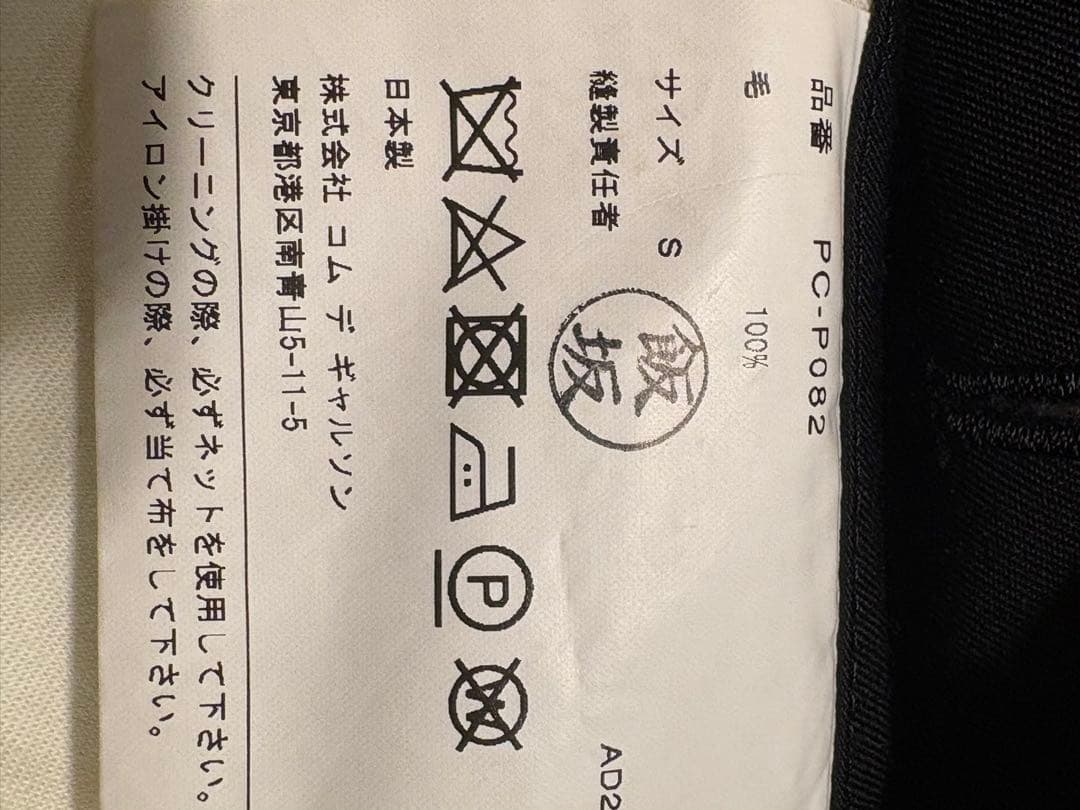 品番 PC-P082
毛 100%
サイズ S
縫製責任者 飯坂
AD2
P
W
日本製
株式会社 コム デ ギャルソン
東京都港区南青山5-11-5
クリーニングの際、必ずネットを使用して下さい。
アイロン掛けの際、必ず当て布をして下さい。